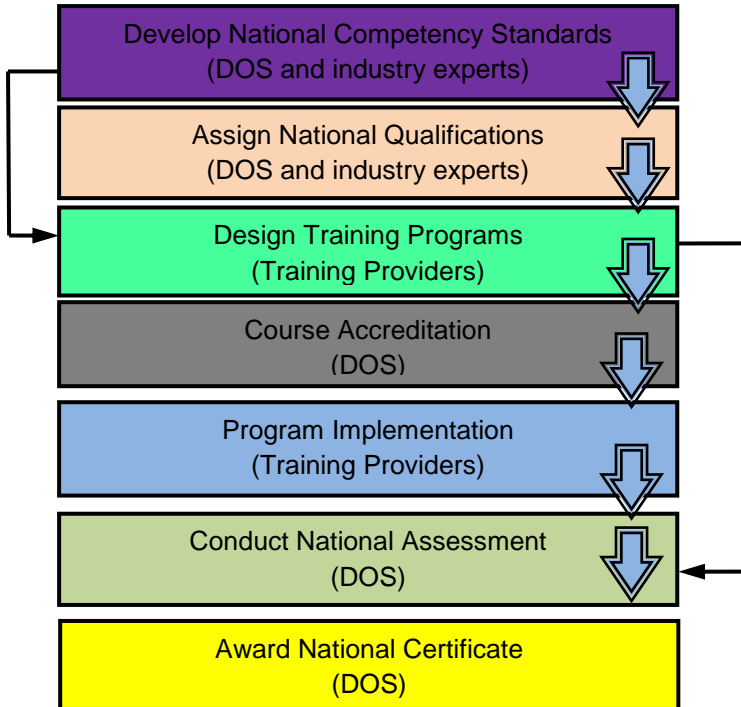 Develop National Competency Standards
(DOS and industry experts)
Assign National Qualifications
(DOS and industry experts)
Design Training Programs
(Training Providers)
Course Accreditation
(DOS)
Program Implementation
(Training Providers)
Conduct National Assessment
(DOS)
Award National Certificate
(DOS)